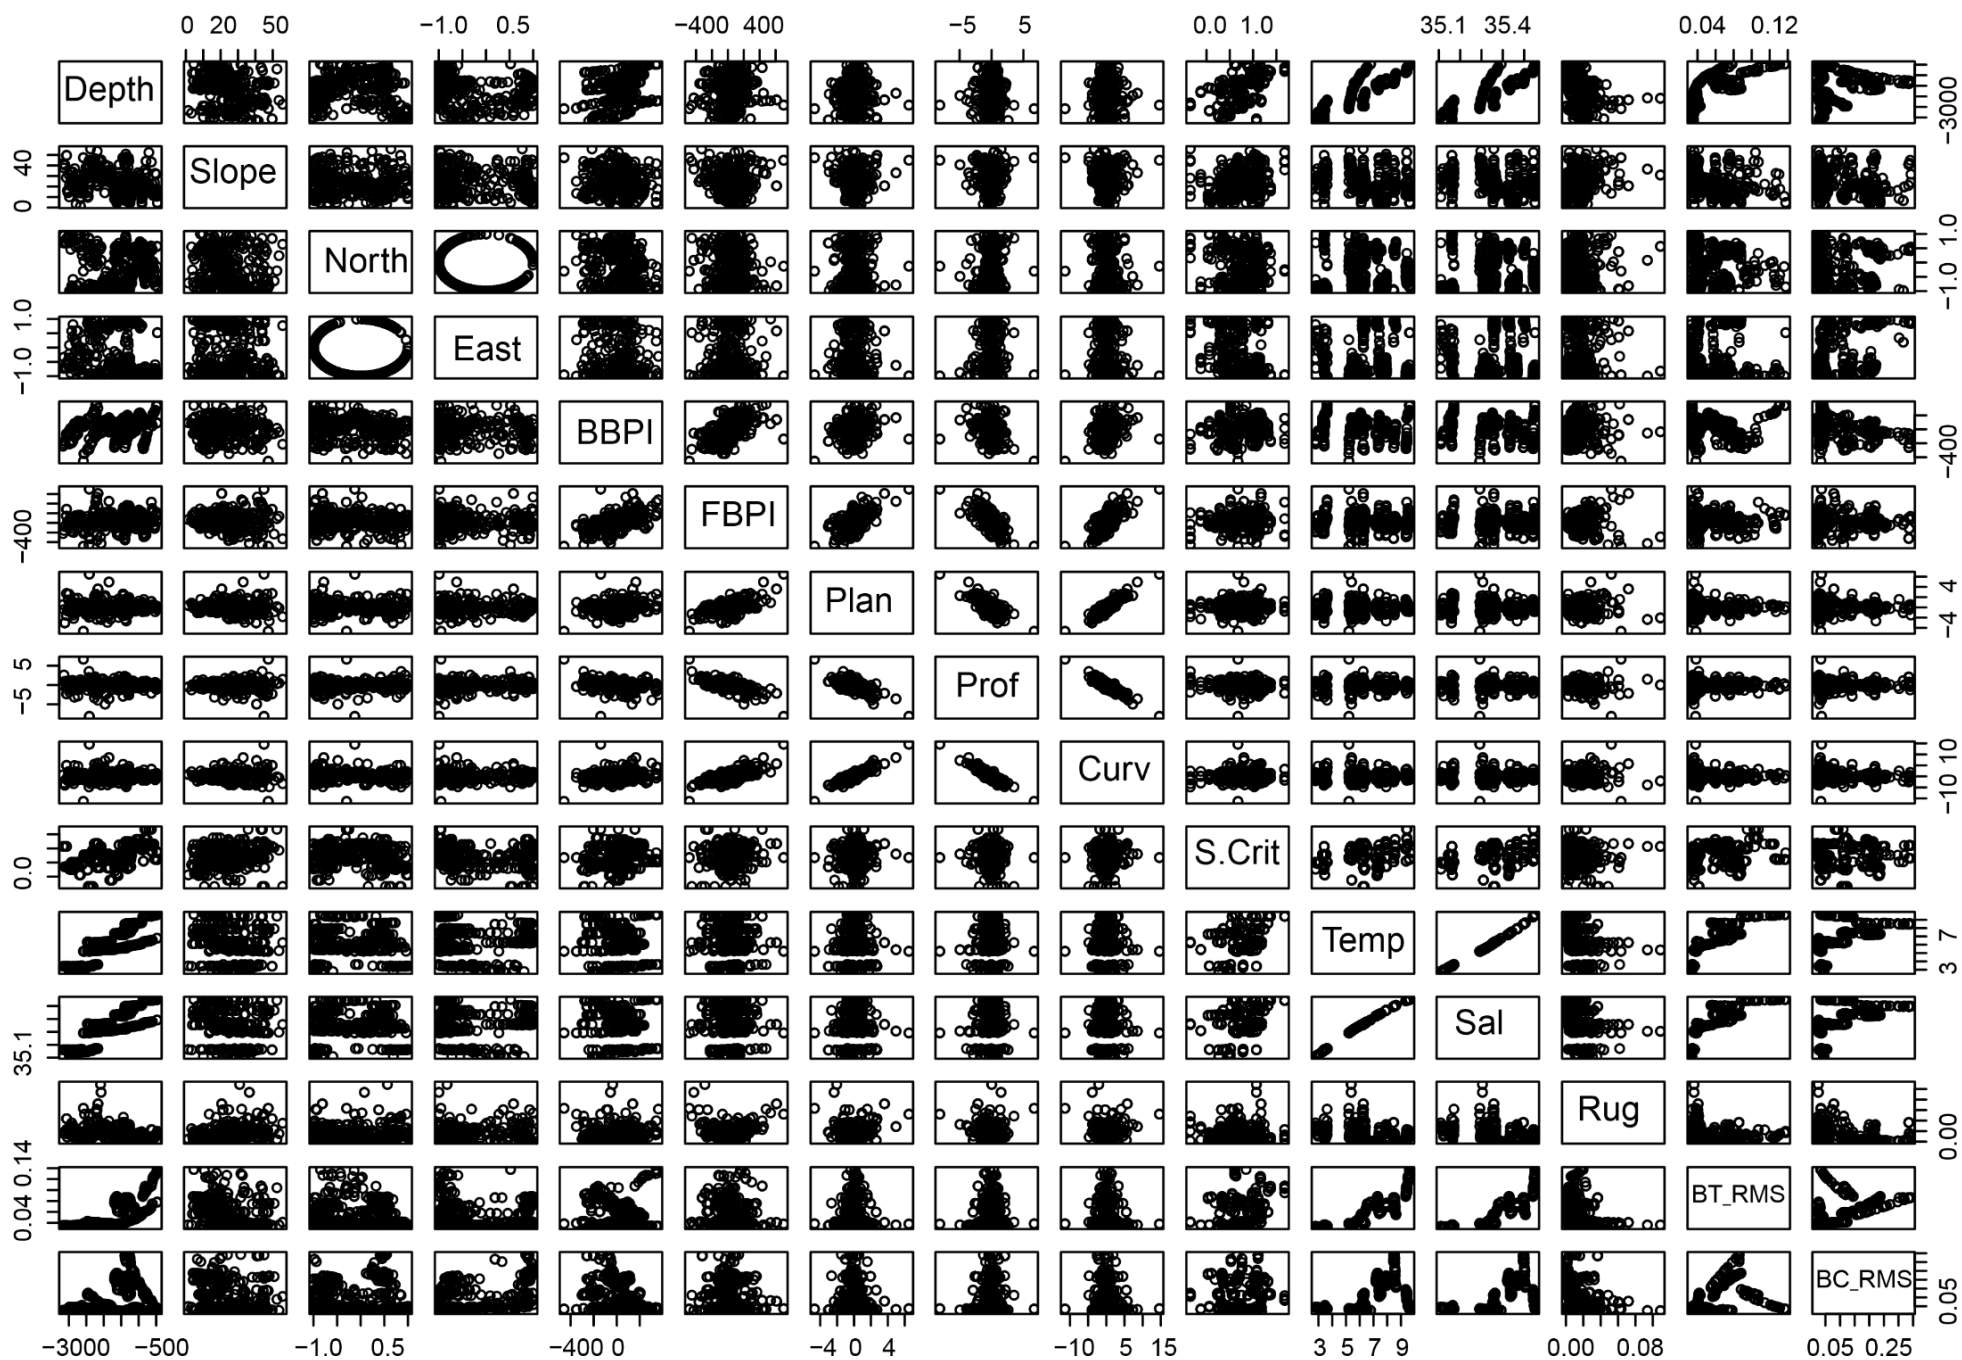 0 20 50 −1.0 0.5 −400 400 −5 5 0.0 1.0 35.1 35.4 0.04 0.12
Depth −3000
0 40 Slope
North −1.0 1.0
−1.0 1.0 East
BBPI −400
−400 FBPI
Plan −4 4
−5 5 Prof
Curv −10 10
0.0 S.Crit
Temp 3 7
35.1 Sal
Rug 0.00
0.04 0.14 BT_RMS
BC_RMS 0.05
−3000 −500 −1.0 0.5 −400 0 −4 0 4 −10 5 15 3 5 7 9 0.00 0.08 0.05 0.25